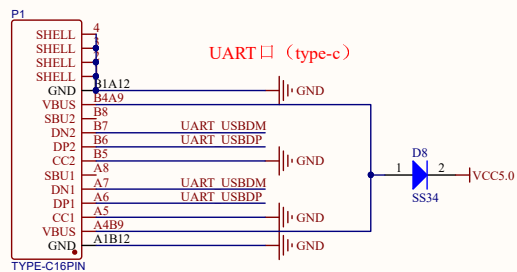 P1
UART口（type-c）
SHELL 4
SHELL
SHELL
SHELL
GND B1A12 GND
VBUS B4A9
SBU2 B8
DN2 B7 UART_USBDM
DP2 B6 UART_USBDP
CC2 B5 GND
SBU1 A8
DN1 A7 UART_USBDM
DP1 A6 UART_USBDP
CC1 A5 GND
VBUS A4B9
GND A1B12 GND
D8
1 2 VCC5.0
SS34
TYPE-C16PIN